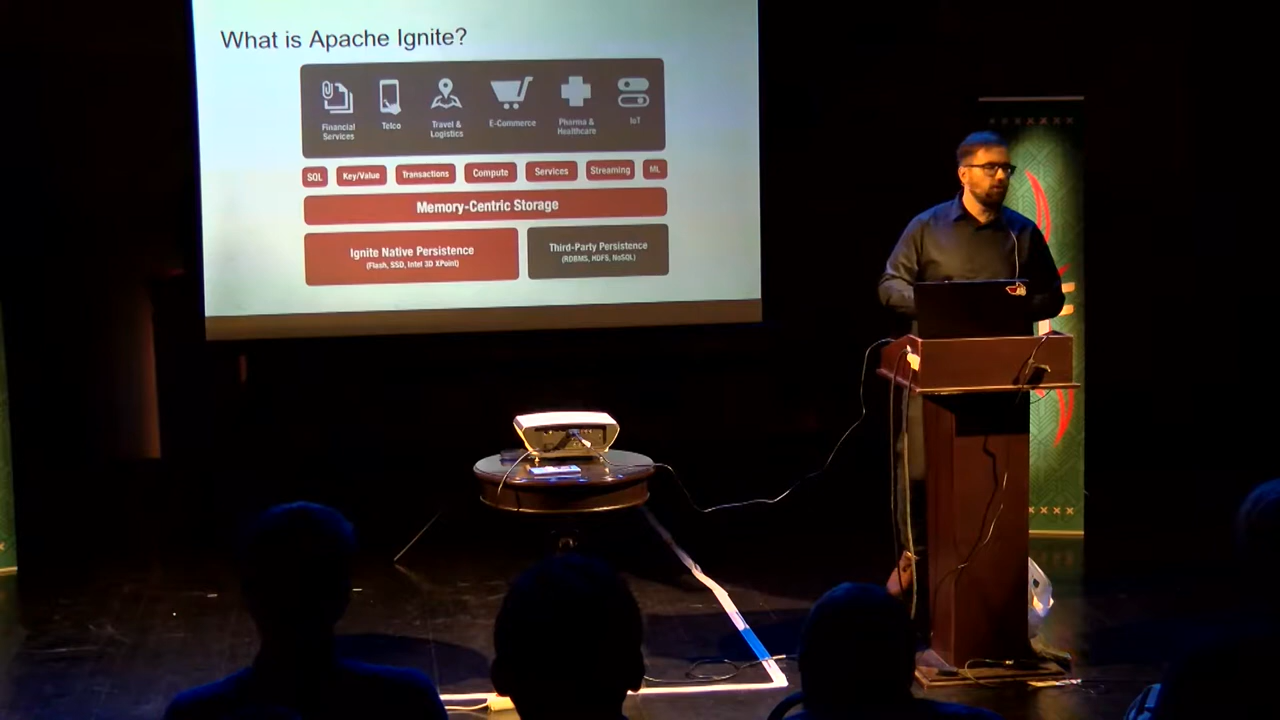 What is Apache Ignite?
Financial
Services
Telco
Travel &
Logistics
E-Commerce
Pharma &
Healthcare
IoT
SQL
Key/Value
Transactions
Compute
Services
Streaming
ML
Memory-Centric Storage
Ignite Native Persistence
(Flash, SSD, Intel 3D XPoint)
Third-Party Persistence
(RDBMS, HDFS, NoSQL)